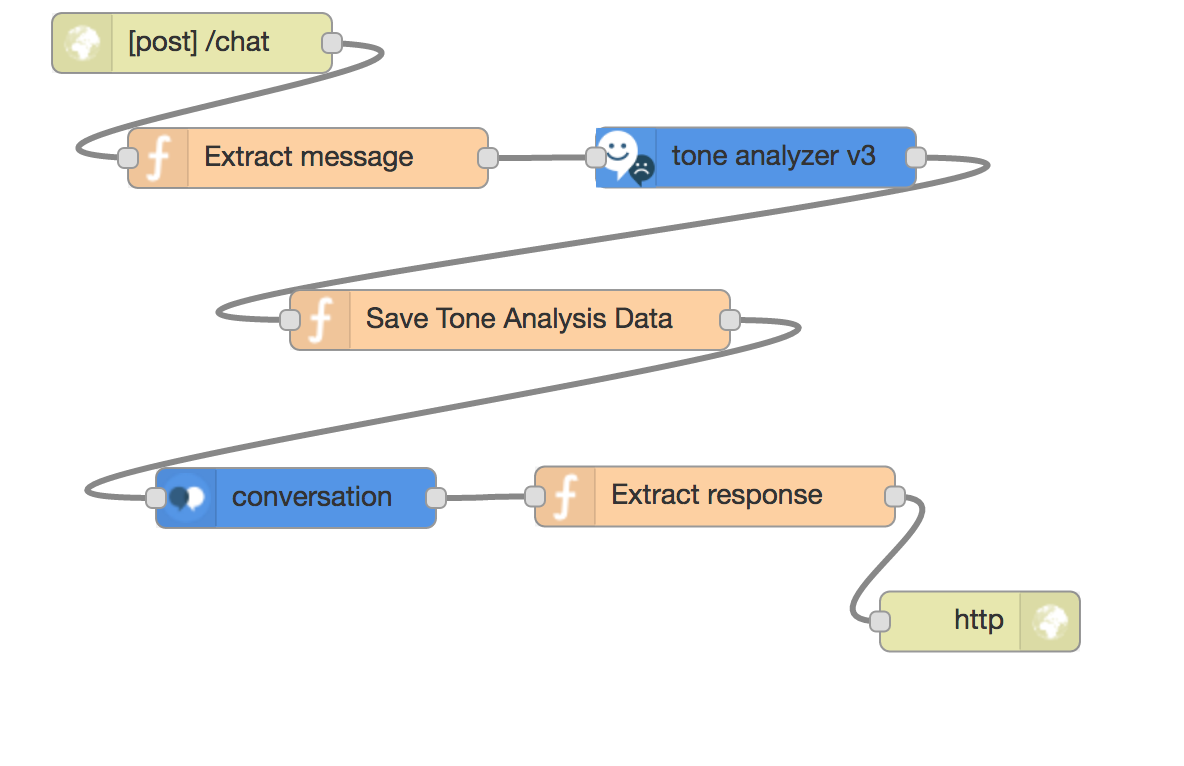 [post] /chat
Extract message
tone analyzer v3
Save Tone Analysis Data
conversation
Extract response
http